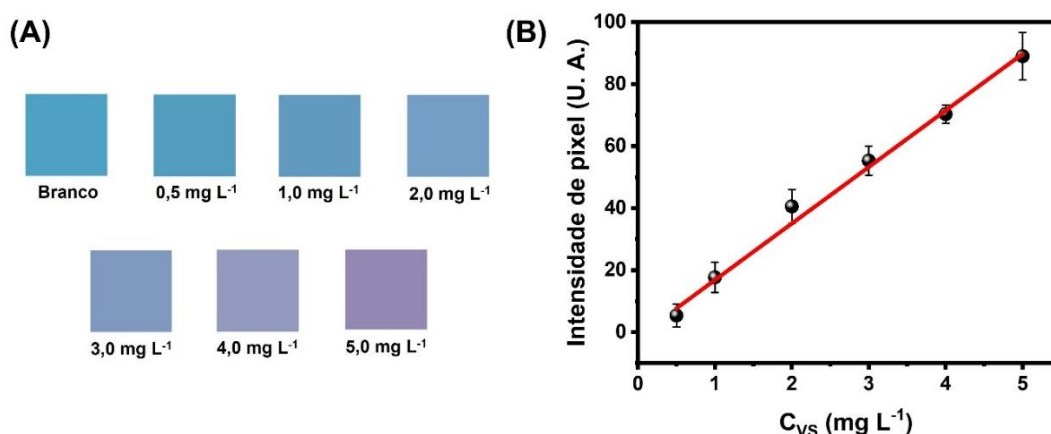 (A)
Branco
0,5 mg L⁻¹
1,0 mg L⁻¹
2,0 mg L⁻¹
3,0 mg L⁻¹
4,0 mg L⁻¹
5,0 mg L⁻¹
(B)
Intensidade de pixel (U. A.)
100
80
60
40
20
0
0
1
2
3
4
5
C_VS (mg L⁻¹)